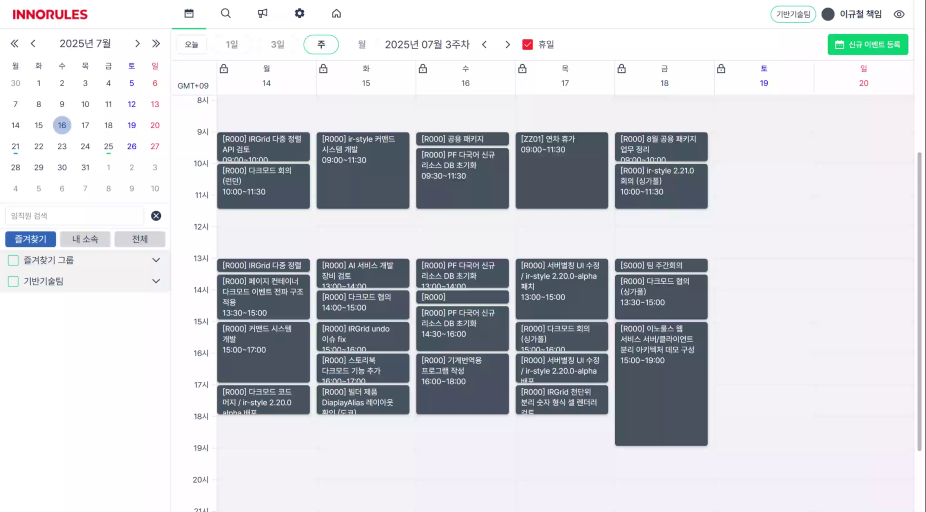 INNORULES
기반기술팀
이규철 책임
2025년 7월
오늘
1일
3일
주
월
2025년 07월 3주차
휴일
신규 이벤트 등록
월 화 수 목 금 토 일
30 1 2 3 4 5 6
7 8 9 10 11 12 13
14 15 16 17 18 19 20
21 22 23 24 25 26 27
28 29 30 31 1 2 3
4 5 6 7 8 9 10
임직원 검색
즐겨찾기
내 소속
전체
즐겨찾기 그룹
기반기술팀
GMT+09
월
14
화
15
수
16
목
17
금
18
토
19
일
20
8시
9시
10시
11시
12시
13시
14시
15시
16시
17시
18시
19시
20시
21시
[R000] IRGrid 다중 정렬
API 검토
09:00~10:00
[R000] 다크모드 회의
(런던)
10:00~11:30
[R000] IRGrid 다중 정렬
[R000] 페이지 컨테이너
다크모드 이벤트 전파 구조
적용
13:30~15:00
[R000] 커맨드 시스템
개발
15:00~17:00
[R000] 다크모드 코드
머지 / ir-style 2.20.0
alpha 배포
[R000] ir-style 커맨드
시스템 개발
09:00~11:30
[R000] AI 서비스 개발
장비 검토
13:00~14:00
[R000] 다크모드 협의
14:00~15:00
[R000] IRGrid undo
이슈 fix
15:00~16:00
[R000] 스토리북
다크모드 기능 추가
16:00~17:00
[R000] 빌더 제품
DiaplayAlias 레이아웃
확인 (도쿄)
[R000] 공용 패키지
[R000] PF 다국어 신규
리소스 DB 초기화
09:30~11:30
[R000] PF 다국어 신규
리소스 DB 초기화
13:00~14:00
[R000]
[R000] PF 다국어 신규
리소스 DB 초기화
14:30~16:00
[R000] 기계번역용
프로그램 작성
16:00~18:00
[ZZ01] 연차 휴가
09:00~11:30
[R000] 서버별칭 UI 수정
/ ir-style 2.20.0-alpha
패치
13:00~15:00
[R000] 다크모드 회의
(싱가폴)
15:00~16:00
[R000] 서버별칭 UI 수정
/ ir-style 2.20.0-alpha
배포
[R000] IRGrid 천단위
분리 숫자 형식 셀 렌더러
검토
[R000] 8월 공용 패키지
업무 정리
09:00~10:00
[R000] ir-style 2.21.0
회의 (싱가폴)
10:00~11:30
[S000] 팀 주간회의
[R000] 다크모드 협의
(싱가폴)
13:30~15:00
[R000] 이노룰스 웹
서비스 서버/클라이언트
분리 아키텍처 데모 구성
15:00~19:00